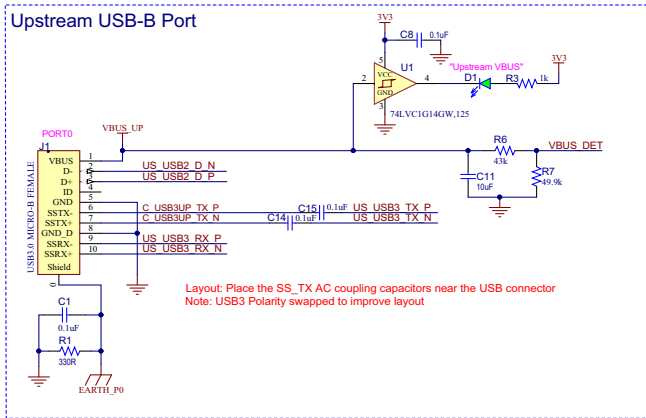 Upstream USB-B Port
3V3
C8
0.1uF
5
U1
VCC
2
4
GND
3
74LVC1G14GW,125
"Upstream VBUS"
D1
R3
1k
3V3
PORT0
J1
VBUS_UP
USB3.0 MICRO-B FEMALE
VBUS 1
D- 2 US_USB2_D_N
D+ 3 US_USB2_D_P
ID 4
GND 5
SSTX- 6 C_USB3UP_TX_P C15 0.1uF US_USB3_TX_P
SSTX+ 7 C_USB3UP_TX_N C14 0.1uF US_USB3_TX_N
GND_D 8
SSRX- 9 US_USB3_RX_P
SSRX+ 10 US_USB3_RX_N
Shield
0
R6
43k
VBUS_DET
C11
10uF
R7
49.9k
Layout: Place the SS_TX AC coupling capacitors near the USB connector
Note: USB3 Polarity swapped to improve layout
C1
0.1uF
R1
330R
EARTH_P0